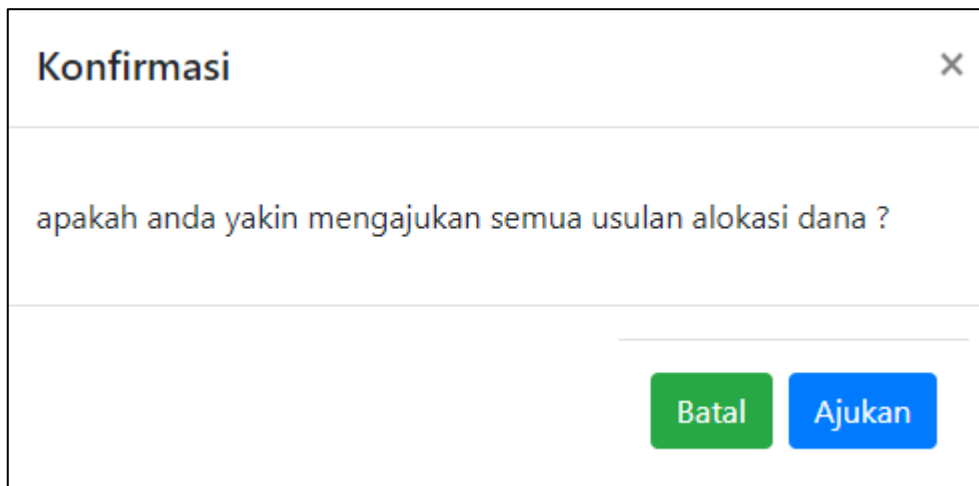 Konfirmasi ×
apakah anda yakin mengajukan semua usulan alokasi dana ?
Batal Ajukan